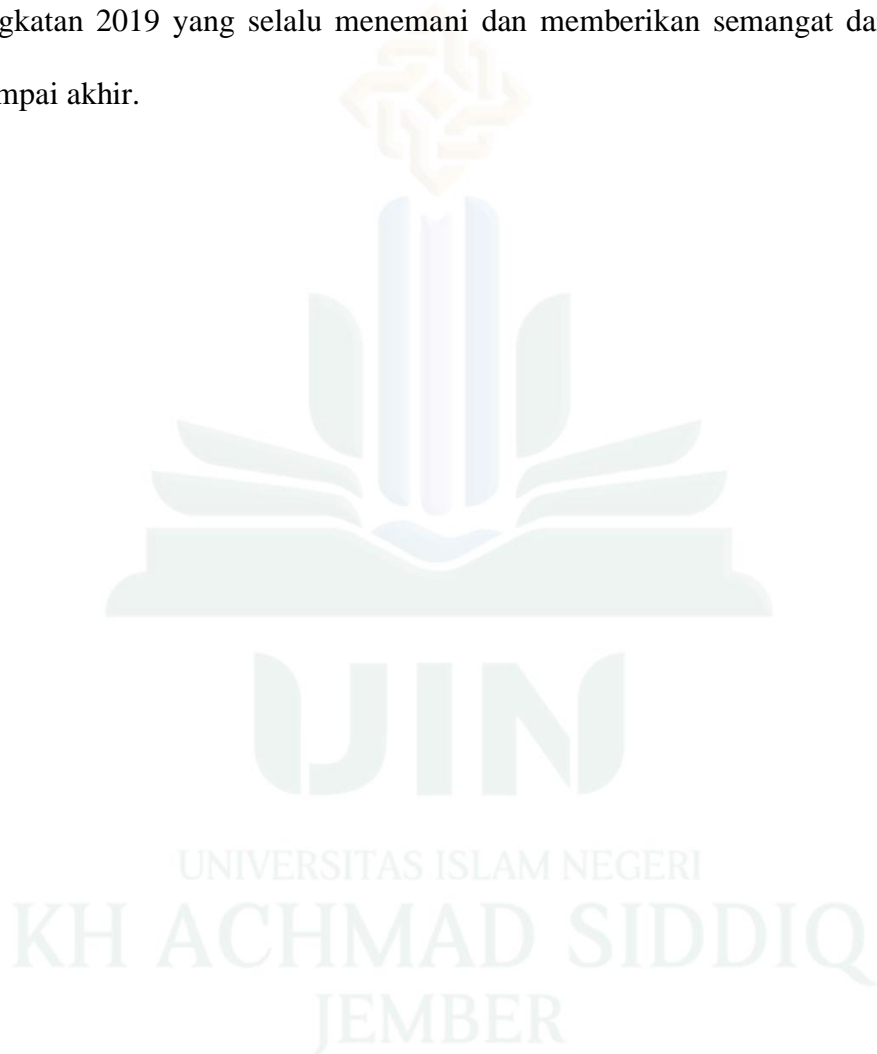 gkatan 2019 yang selalu menemani dan memberikan semangat da
mpai akhir.
UIN
UNIVERSITAS ISLAM NEGERI
KH ACHMAD SIDDIQ
JEMBER